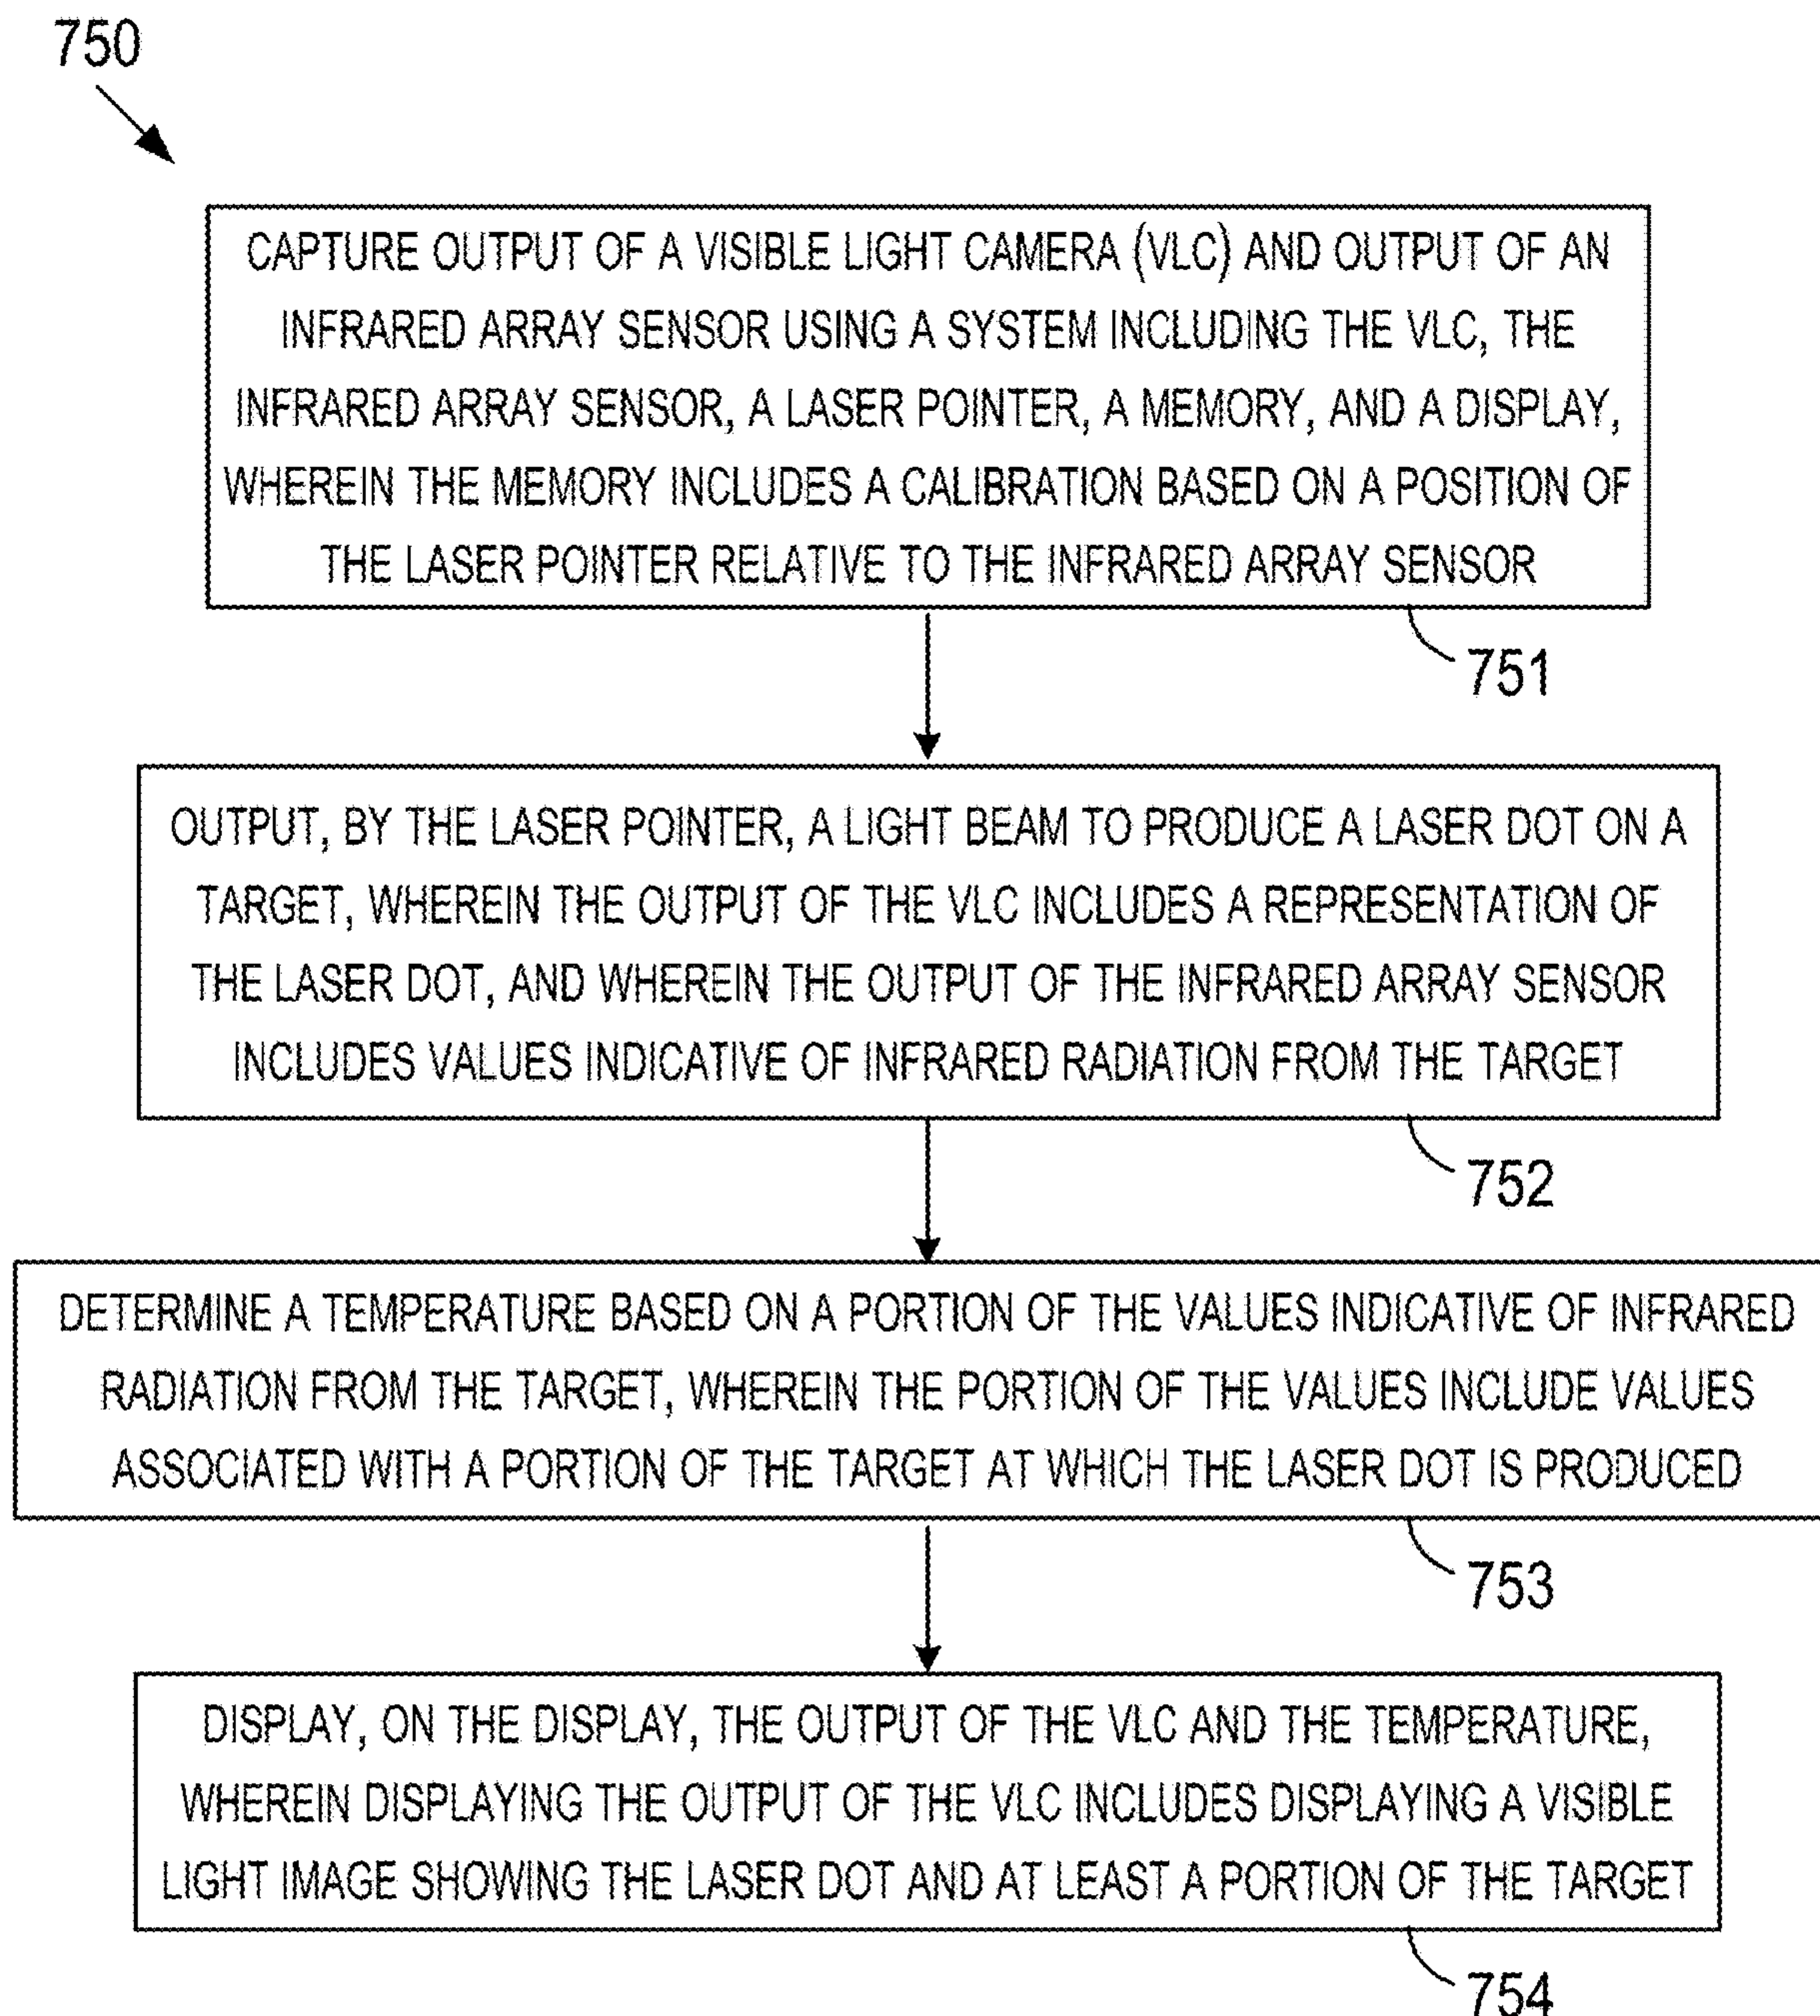 750
CAPTURE OUTPUT OF A VISIBLE LIGHT CAMERA (VLC) AND OUTPUT OF AN
INFRARED ARRAY SENSOR USING A SYSTEM INCLUDING THE VLC, THE
INFRARED ARRAY SENSOR, A LASER POINTER, A MEMORY, AND A DISPLAY,
WHEREIN THE MEMORY INCLUDES A CALIBRATION BASED ON A POSITION OF
THE LASER POINTER RELATIVE TO THE INFRARED ARRAY SENSOR
751
OUTPUT, BY THE LASER POINTER, A LIGHT BEAM TO PRODUCE A LASER DOT ON A
TARGET, WHEREIN THE OUTPUT OF THE VLC INCLUDES A REPRESENTATION OF
THE LASER DOT, AND WHEREIN THE OUTPUT OF THE INFRARED ARRAY SENSOR
INCLUDES VALUES INDICATIVE OF INFRARED RADIATION FROM THE TARGET
752
DETERMINE A TEMPERATURE BASED ON A PORTION OF THE VALUES INDICATIVE OF INFRARED
RADIATION FROM THE TARGET, WHEREIN THE PORTION OF THE VALUES INCLUDE VALUES
ASSOCIATED WITH A PORTION OF THE TARGET AT WHICH THE LASER DOT IS PRODUCED
753
DISPLAY, ON THE DISPLAY, THE OUTPUT OF THE VLC AND THE TEMPERATURE,
WHEREIN DISPLAYING THE OUTPUT OF THE VLC INCLUDES DISPLAYING A VISIBLE
LIGHT IMAGE SHOWING THE LASER DOT AND AT LEAST A PORTION OF THE TARGET
754